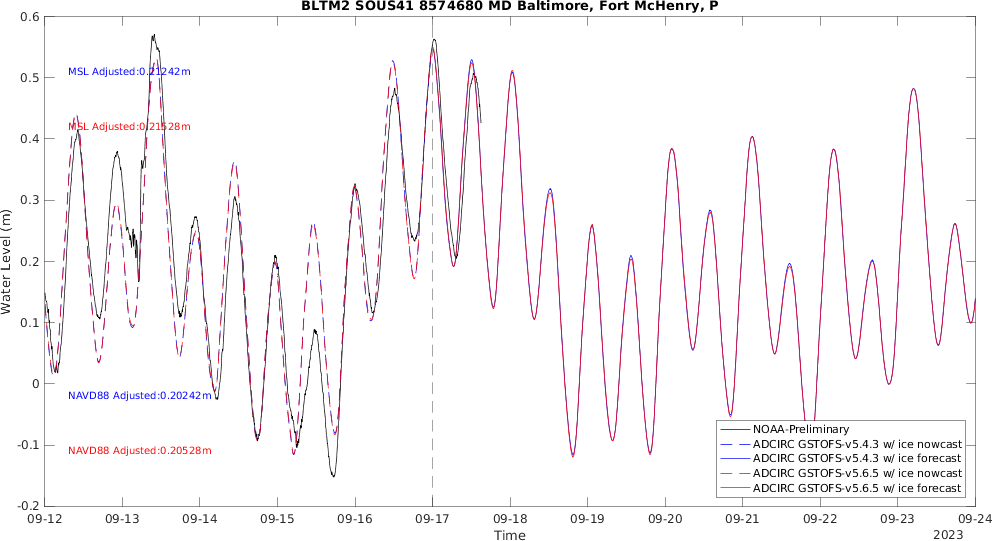 BLTM2 SOUS41 8574680 MD Baltimore, Fort McHenry, P
0.6
0.5
0.4
0.3
0.2
0.1
0
-0.1
-0.2
Water Level (m)
MSL Adjusted:0.21242m
MSL Adjusted:0.21528m
NAVD88 Adjusted:0.20242m
NAVD88 Adjusted:0.20528m
NOAA-Preliminary
ADCIRC GSTOFS-v5.4.3 w/ ice nowcast
ADCIRC GSTOFS-v5.4.3 w/ ice forecast
ADCIRC GSTOFS-v5.6.5 w/ ice nowcast
ADCIRC GSTOFS-v5.6.5 w/ ice forecast
09-12 09-13 09-14 09-15 09-16 09-17 09-18 09-19 09-20 09-21 09-22 09-23 09-24
Time
2023